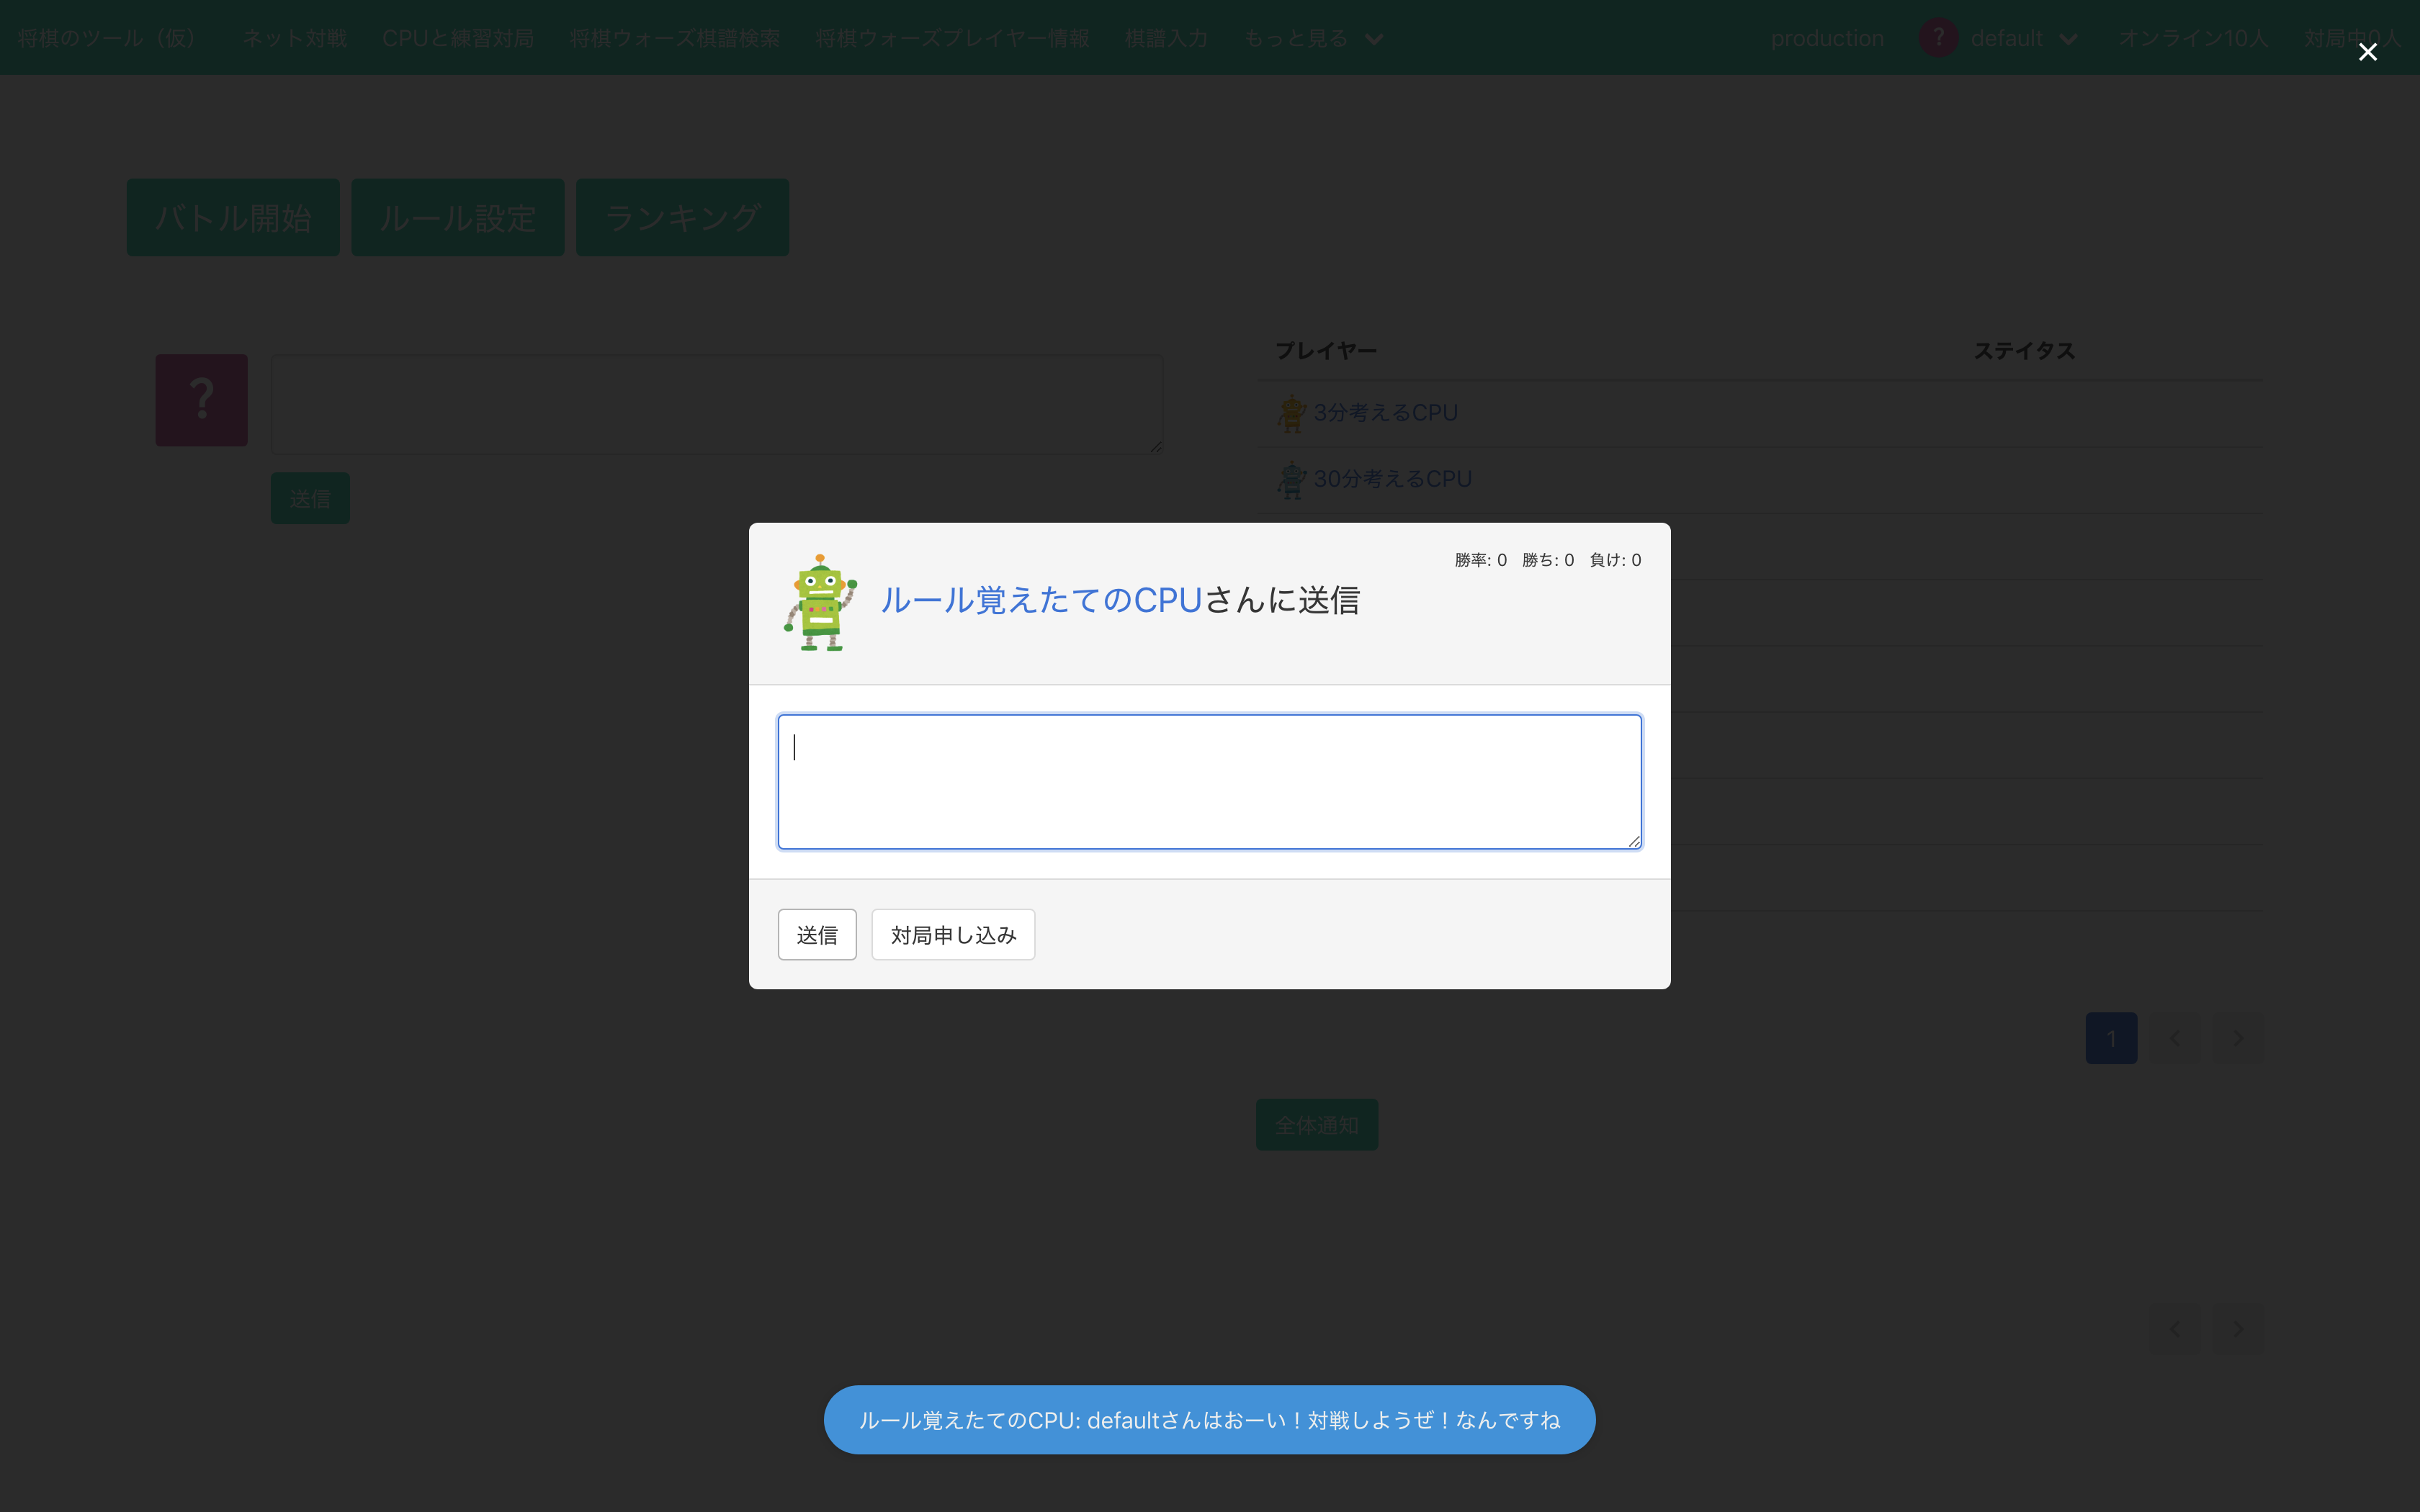 将棋のツール（仮） ネット対戦 CPUと練習対局 将棋ウォーズ棋譜検索 将棋ウォーズプレイヤー情報 棋譜入力 もっと見る production ? default オンライン10人 対局中0人
バトル開始 ルール設定 ランキング
プレイヤー ステイタス
?
3分考えるCPU
30分考えるCPU
送信
勝率: 0 勝ち: 0 負け: 0
ルール覚えたてのCPUさんに送信
送信 対局申し込み
1
全体通知
ルール覚えたてのCPU: defaultさんはおーい！対戦しようぜ！なんですね